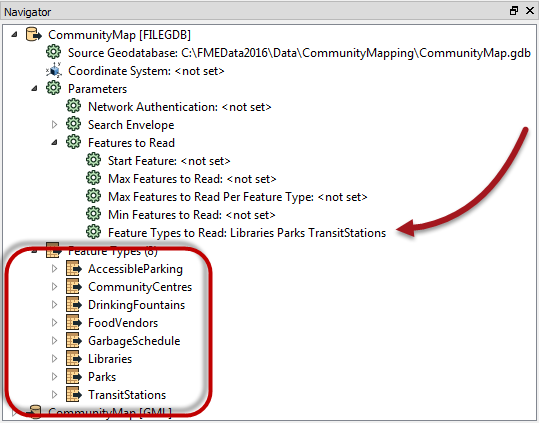 Navigator
CommunityMap [FILEGDB]
Source Geodatabase: C:\FMEData2016\Data\CommunityMapping\CommunityMap.gdb
Coordinate System: <not set>
Parameters
Network Authentication: <not set>
Search Envelope
Features to Read
Start Feature: <not set>
Max Features to Read: <not set>
Max Features to Read Per Feature Type: <not set>
Min Features to Read: <not set>
Feature Types to Read: Libraries Parks TransitStations
Feature Types (8)
AccessibleParking
CommunityCentres
DrinkingFountains
FoodVendors
GarbageSchedule
Libraries
Parks
TransitStations
CommunityMap [GML]